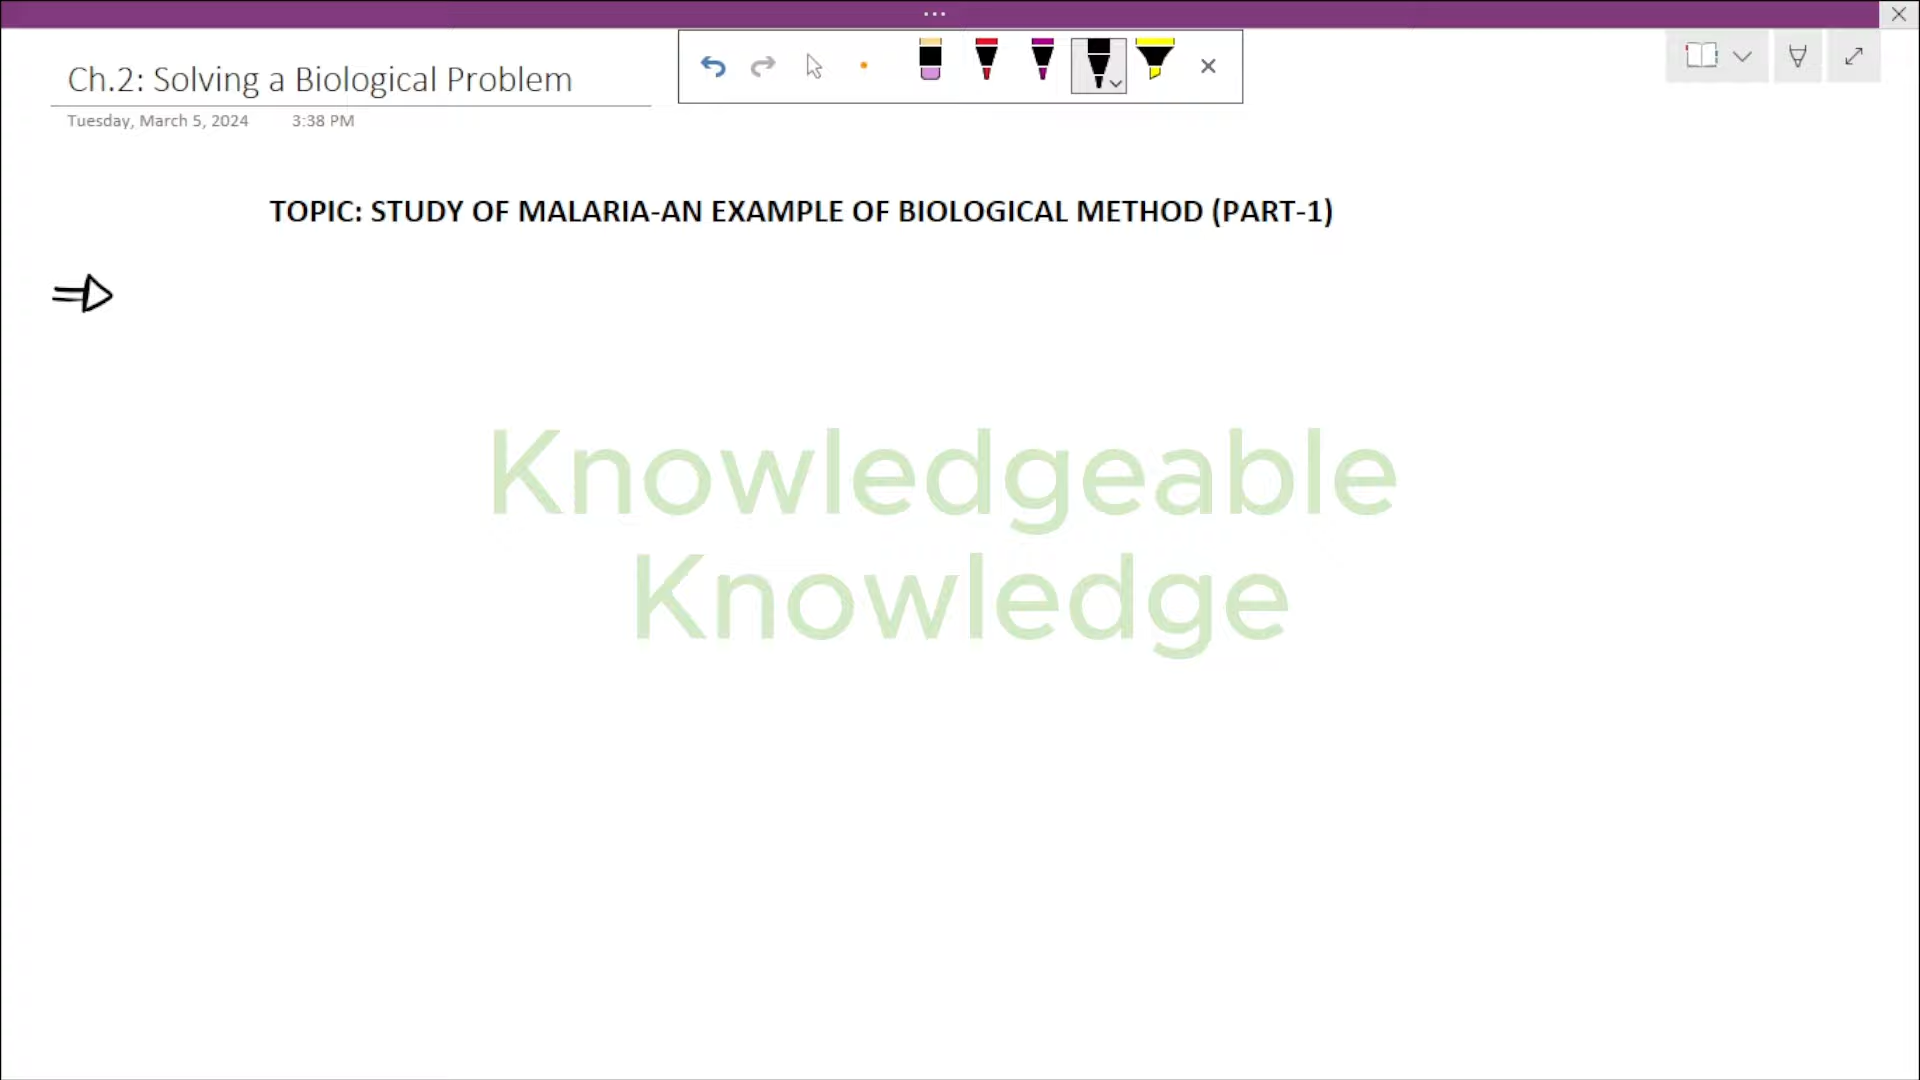 Ch.2: Solving a Biological Problem
Tuesday, March 5, 2024 3:38 PM
TOPIC: STUDY OF MALARIA-AN EXAMPLE OF BIOLOGICAL METHOD (PART-1)
Knowledgeable
Knowledge